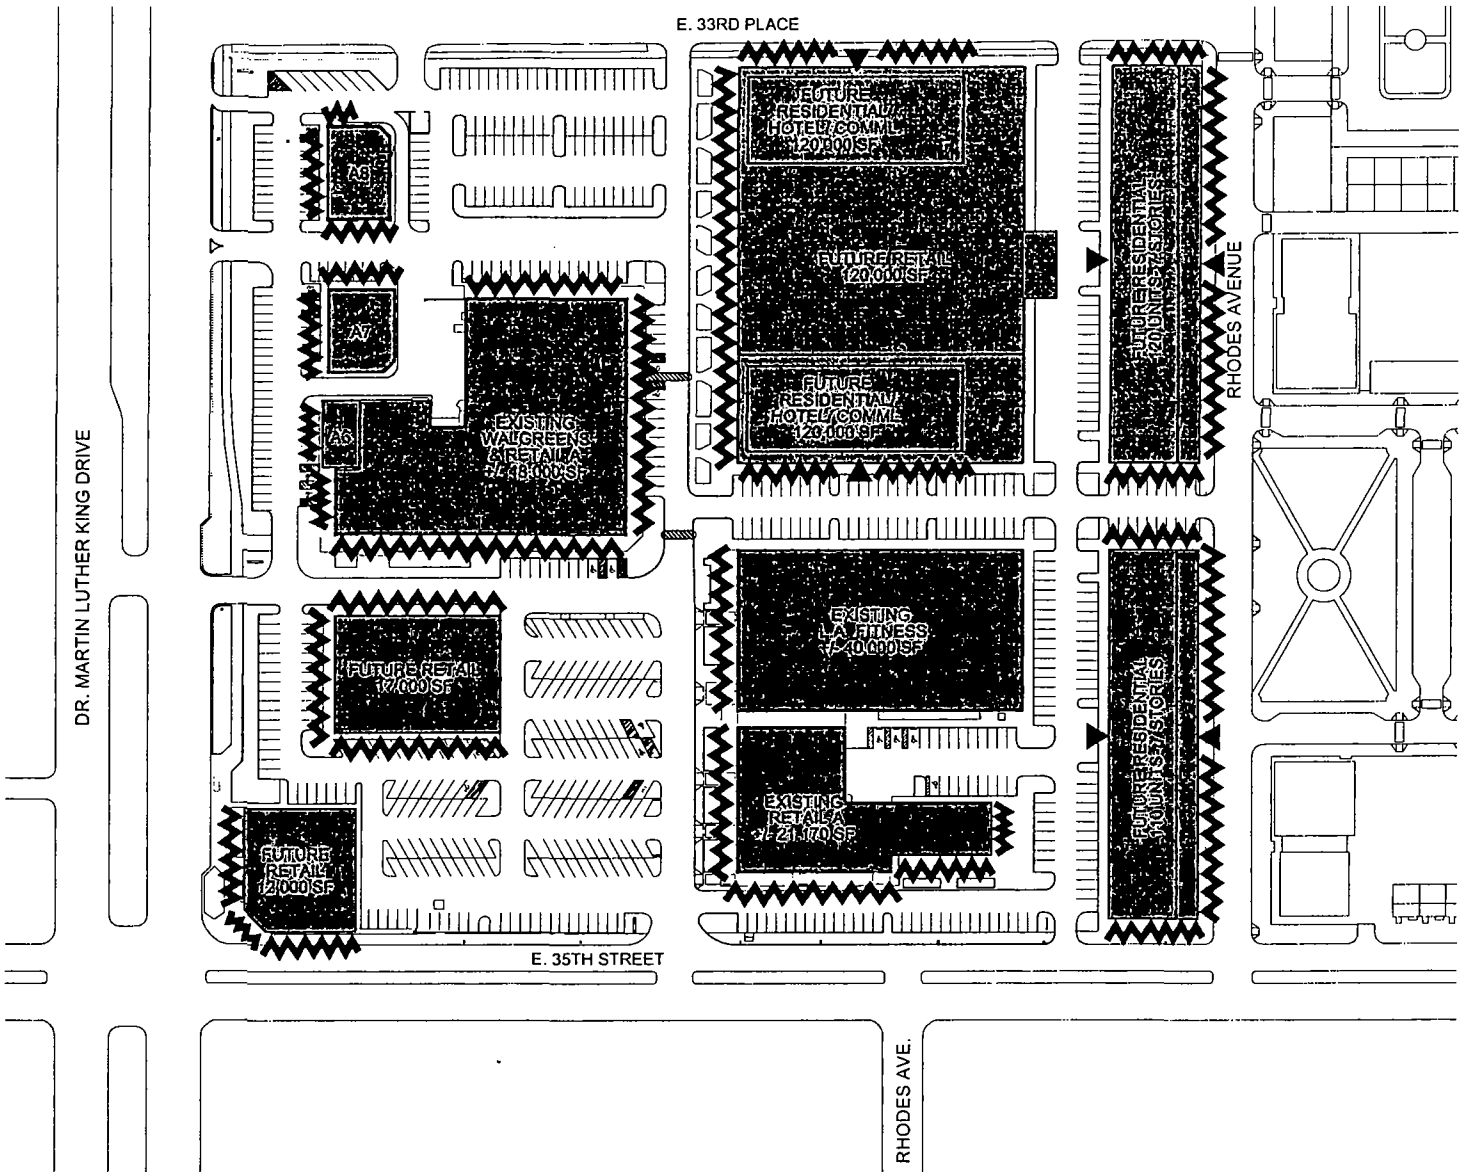 E. 33RD PLACE
FUTURE
RESIDENTIAL/
HOTEL/COMML
120,000 SF
A8
FUTURE RESIDENTIAL
120 UNITS-7 STORIES
FUTURE RETAIL
120,000 SF
RHODES AVENUE
A7
FUTURE
RESIDENTIAL/
HOTEL/COMML
120,000 SF
A6
EXISTING
WALGREENS
& RETAIL A
+/- 18,000 SF
DR. MARTIN LUTHER KING DRIVE
EXISTING
L.A. FITNESS
+/- 40,000 SF
FUTURE RETAIL
17,000 SF
FUTURE RESIDENTIAL
110 UNITS-7 STORIES
EXISTING
RETAIL A
+/- 21,170 SF
FUTURE
RETAIL
12,000 SF
E. 35TH STREET
RHODES AVE.